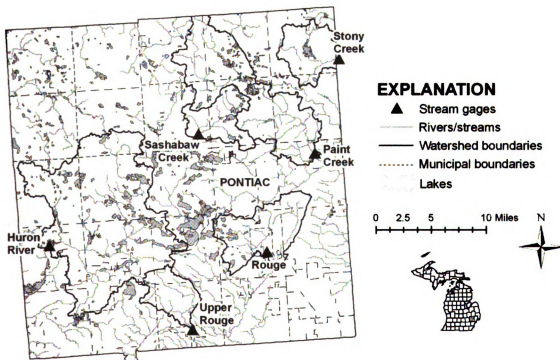 Stony
Creek
Sashabaw
Creek
Paint
Creek
PONTIAC
Huron
River
Rouge
Upper
Rouge
EXPLANATION
Stream gages
Rivers/streams
Watershed boundaries
Municipal boundaries
Lakes
0 2.5 5 10 Miles
N